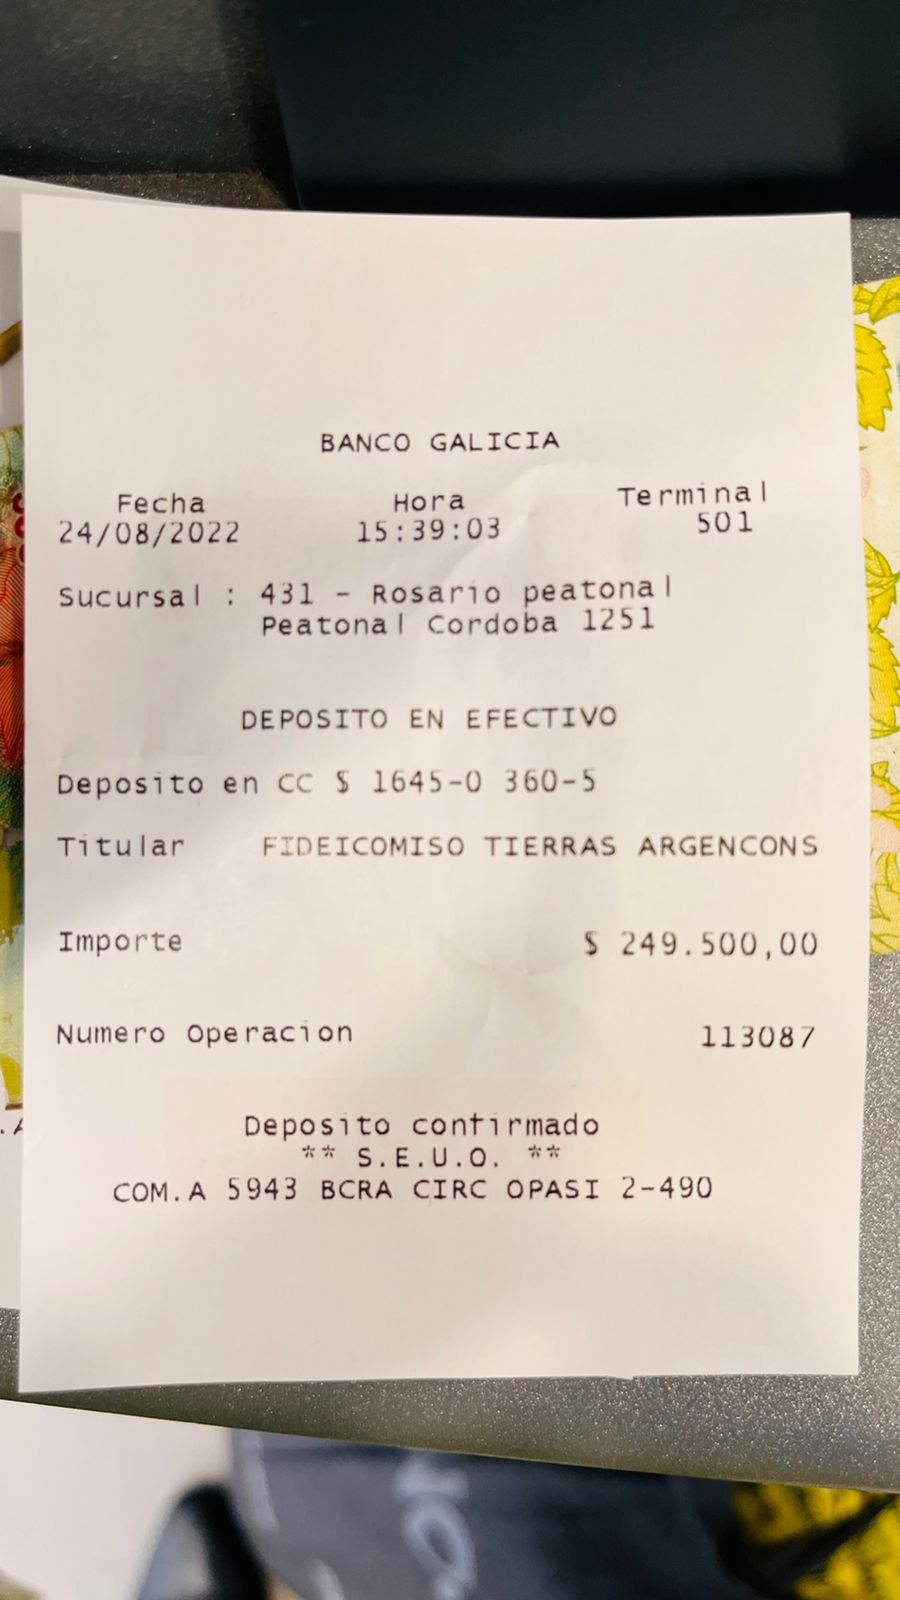 BANCO GALICIA
Fecha Hora Terminal
24/08/2022 15:39:03 501
Sucursal : 431 - Rosario peatonal
Peatonal Cordoba 1251
DEPOSITO EN EFECTIVO
Deposito en CC $ 1645-0 360-5
Titular FIDEICOMISO TIERRAS ARGENCONS
Importe $ 249.500,00
Numero Operacion 113087
Deposito confirmado
** S.E.U.O. **
COM.A 5943 BCRA CIRC OPASI 2-490